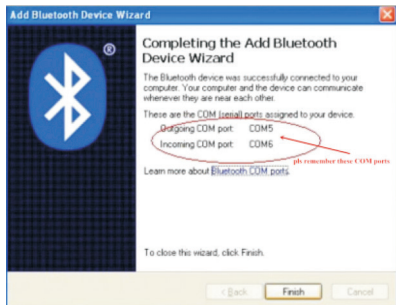 Add Bluetooth Device Wizard
®
Completing the Add Bluetooth
Device Wizard
The Bluetooth device was successfully connected to your
computer. Your computer and the device can communicate
whenever they are near each other.
These are the COM (serial) ports assigned to your device.
Outgoing COM port: COM5
Incoming COM port: COM6
pls remember these COM ports
Learn more about Bluetooth COM ports.
To close this wizard, click Finish.
< Back Finish Cancel